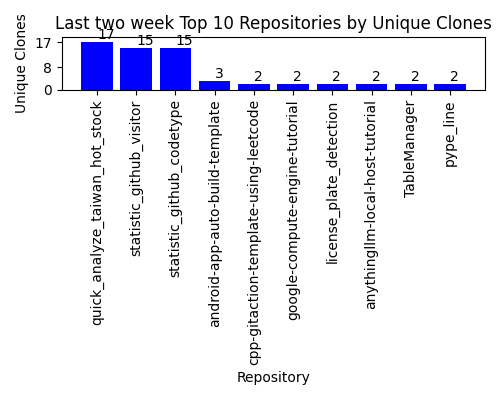 Last two week Top 10 Repositories by Unique Clones
Unique Clones
17
8
0
17
15
15
3
2
2
2
2
2
2
quick_analyze_taiwan_hot_stock
statistic_github_visitor
statistic_github_codetype
android-app-auto-build-template
cpp-gitaction-template-using-leetcode
google-compute-engine-tutorial
license_plate_detection
anythingllm-local-host-tutorial
TableManager
pype_line
Repository